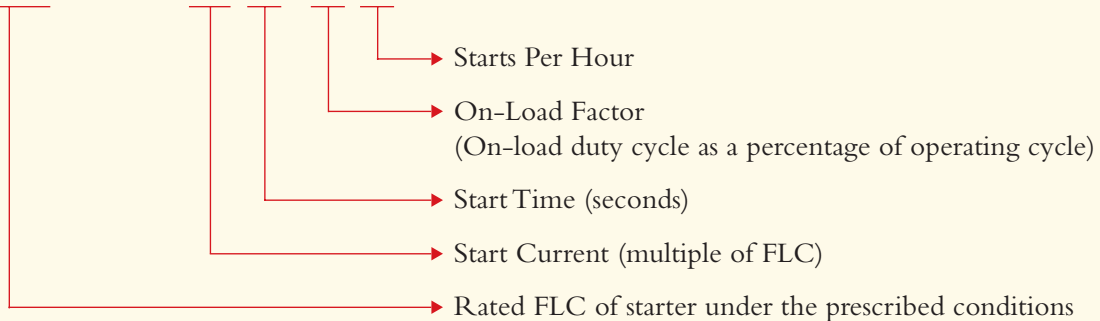 Starts Per Hour
On-Load Factor
(On-load duty cycle as a percentage of operating cycle)
Start Time (seconds)
Start Current (multiple of FLC)
Rated FLC of starter under the prescribed conditions